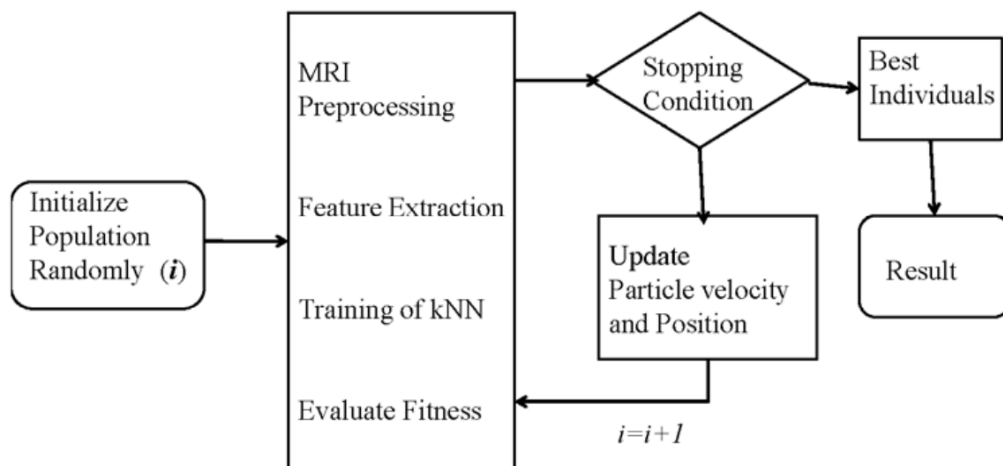 Initialize
Population
Randomly (i)
MRI
Preprocessing
Feature Extraction
Training of kNN
Evaluate Fitness
Stopping
Condition
Update
Particle velocity
and Position
i=i+1
Best
Individuals
Result